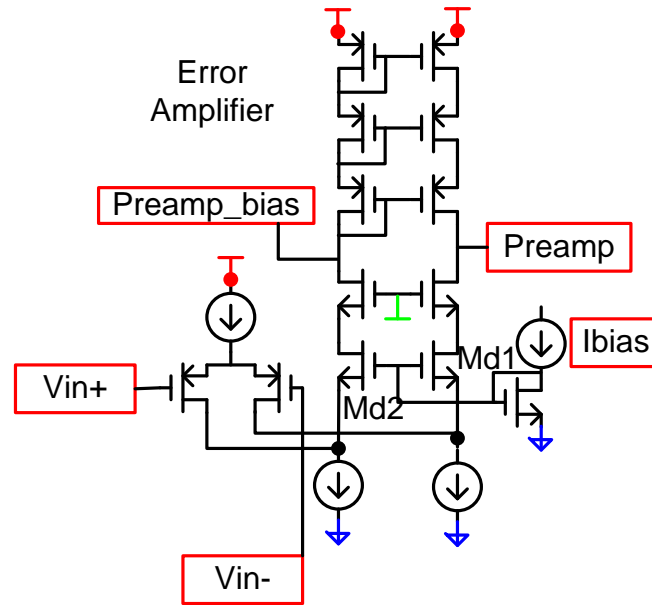 Error
Amplifier
Preamp_bias
Preamp
Ibias
Md1
Vin+
Md2
Vin-